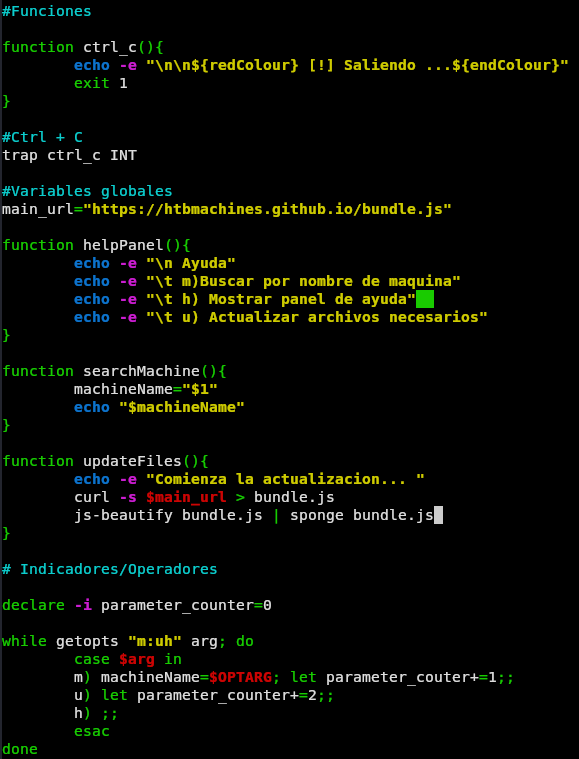 #Funciones
function ctrl_c(){
echo -e "\n\n${redColour} [!] Saliendo ...${endColour}"
exit 1
}
#Ctrl + C
trap ctrl_c INT
#Variables globales
main_url="https://htbmachines.github.io/bundle.js"
function helpPanel(){
echo -e "\n Ayuda"
echo -e "\t m)Buscar por nombre de maquina"
echo -e "\t h) Mostrar panel de ayuda"
echo -e "\t u) Actualizar archivos necesarios"
}
function searchMachine(){
machineName="$1"
echo "$machineName"
}
function updateFiles(){
echo -e "Comienza la actualizacion... "
curl -s $main_url > bundle.js
js-beautify bundle.js | sponge bundle.js
}
# Indicadores/Operadores
declare -i parameter_counter=0
while getopts "m:uh" arg; do
case $arg in
m) machineName=$OPTARG; let parameter_couter+=1;;
u) let parameter_couter+=2;;
h) ;;
esac
done